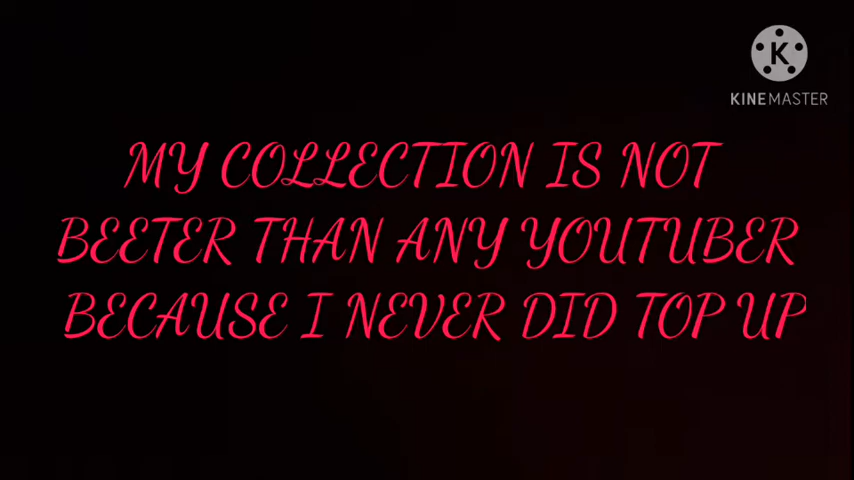 K
KINEMASTER
MY COLLECTION IS NOT
BEETER THAN ANY YOUTUBER
BECAUSE I NEVER DID TOP UP